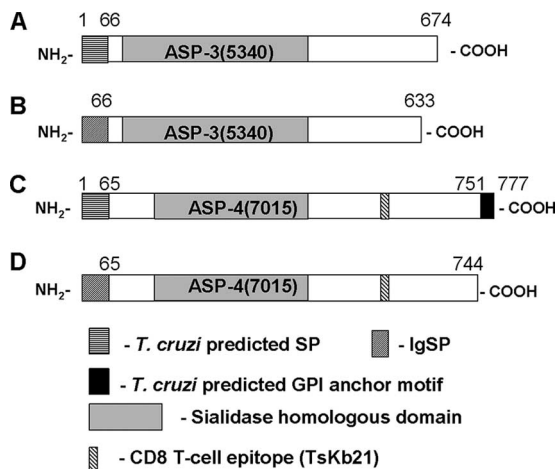 A
1 66 674
NH2- ASP-3(5340) - COOH
B
66 633
NH2- ASP-3(5340) - COOH
C
1 65 751 777
NH2- ASP-4(7015) - COOH
D
65 744
NH2- ASP-4(7015) - COOH
- T. cruzi predicted SP - IgSP
- T. cruzi predicted GPI anchor motif
- Sialidase homologous domain
- CD8 T-cell epitope (TsKb21)